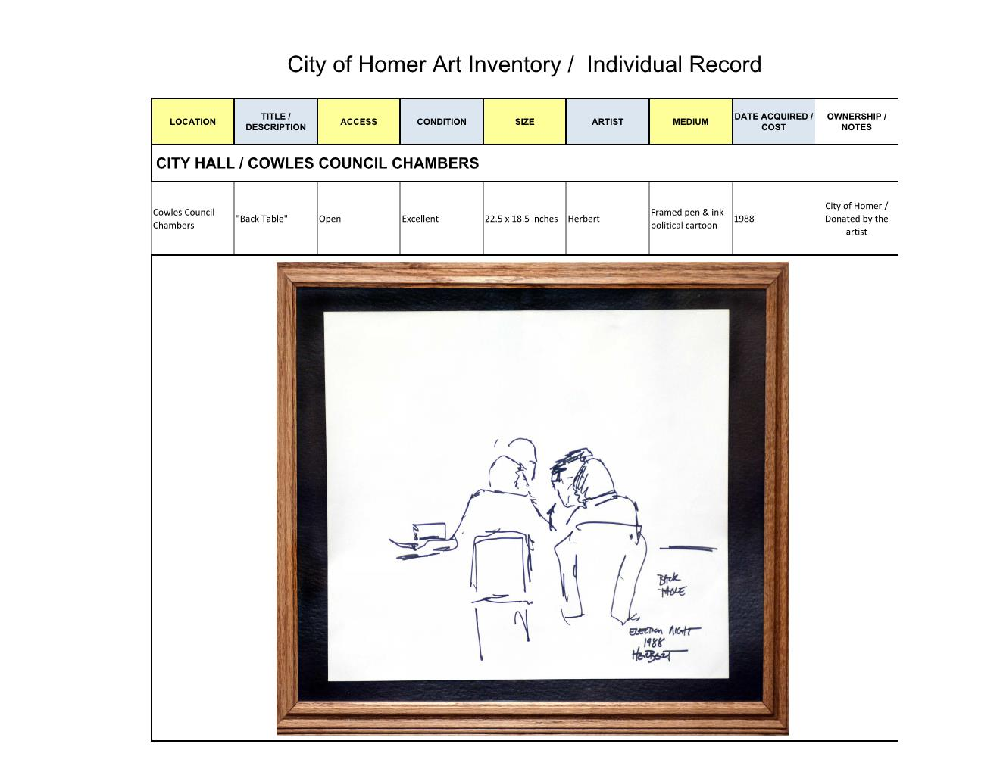 City of Homer Art Inventory /  Individual Record
LOCATION
TITLE /
DESCRIPTION
ACCESS
CONDITION
SIZE
ARTIST
MEDIUM
DATE ACQUIRED /
COST
OWNERSHIP /
NOTES
CITY HALL / COWLES COUNCIL CHAMBERS
Cowles Council
Chambers
"Back Table"
Open
Excellent
22.5 x 18.5 inches
Herbert
Framed pen & ink
political cartoon
1988
City of Homer /
Donated by the
artist
BACK
TABLE
ELECTION NIGHT
1988
HERBERT